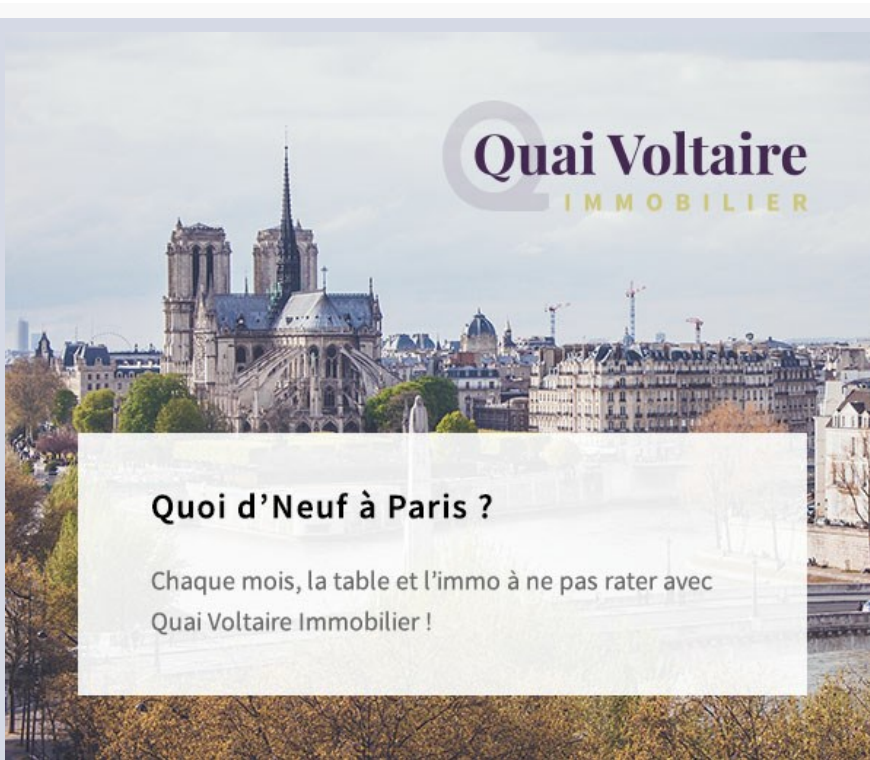 Quai Voltaire
IMMOBILIER
Quoi d’Neuf à Paris ?
Chaque mois, la table et l’immo à ne pas rater avec
Quai Voltaire Immobilier !